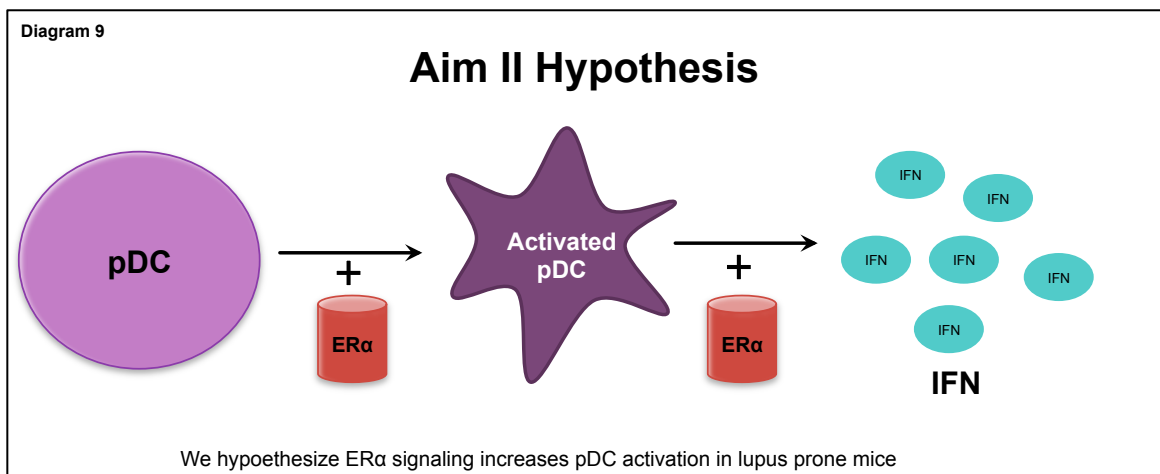 Diagram 9
Aim II Hypothesis
pDC
+
ERα
Activated
pDC
+
ERα
IFN
IFN
IFN
IFN
IFN
IFN
IFN
We hypoethesize ERα signaling increases pDC activation in lupus prone mice